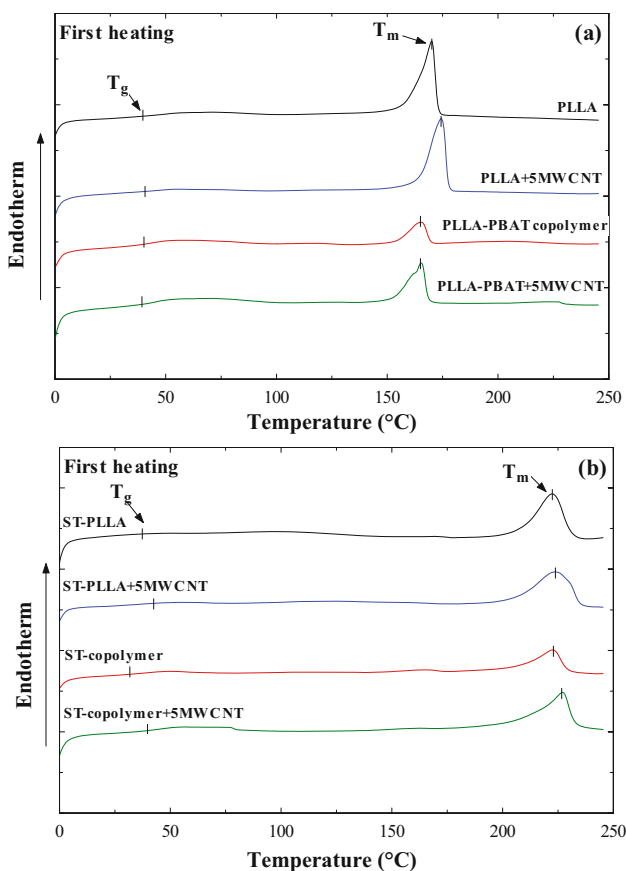 First heating
(a)
Tm
Tg
PLLA
PLLA+5MWCNT
PLLA-PBAT copolymer
PLLA-PBAT+5MWCNT
Endotherm
0 50 100 150 200 250
Temperature (°C)
First heating
(b)
Tm
Tg
ST-PLLA
ST-PLLA+5MWCNT
ST-copolymer
ST-copolymer+5MWCNT
Endotherm
0 50 100 150 200 250
Temperature (°C)